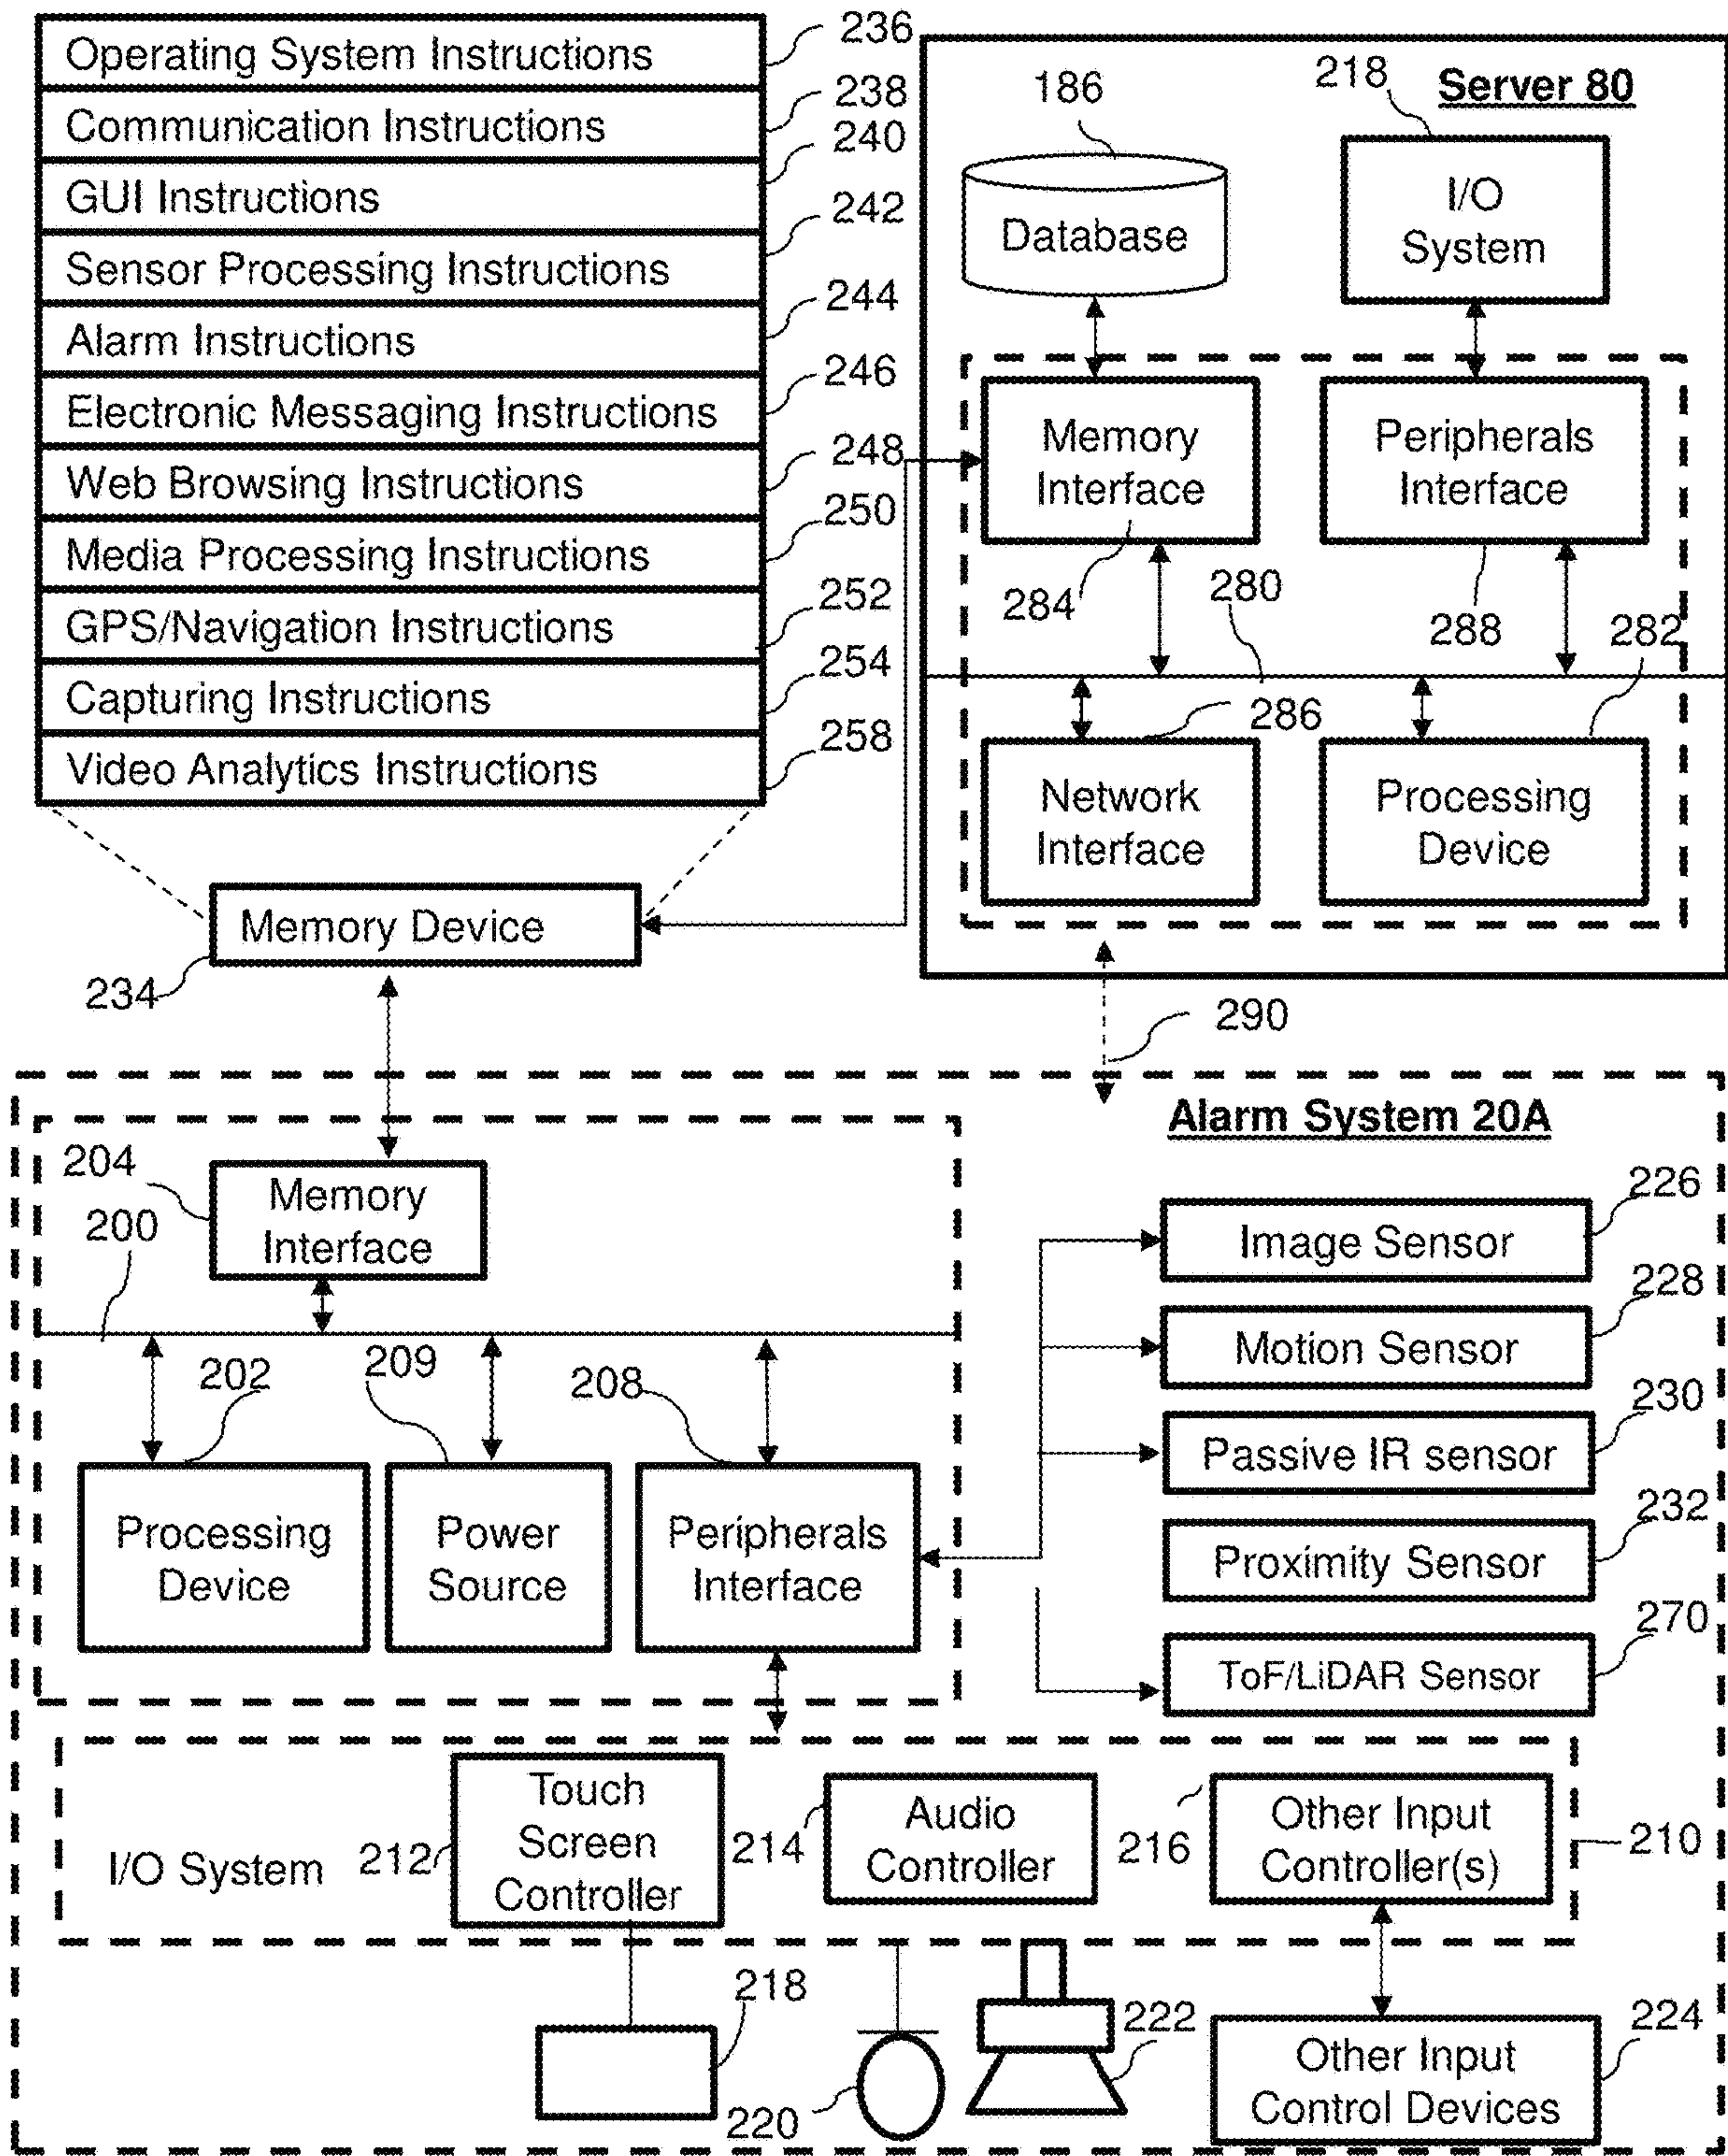 Operating System Instructions
236
Communication Instructions
238
GUI Instructions
240
Sensor Processing Instructions
242
Alarm Instructions
244
Electronic Messaging Instructions
246
Web Browsing Instructions
248
Media Processing Instructions
250
GPS/Navigation Instructions
252
Capturing Instructions
254
Video Analytics Instructions
258
Memory Device
234
Server 80
186
218
Database
I/O
System
Memory
Interface
Peripherals
Interface
284
280
288
282
286
Network
Interface
Processing
Device
290
Alarm System 20A
204
Memory
Interface
200
202
209
208
Processing
Device
Power
Source
Peripherals
Interface
226
Image Sensor
228
Motion Sensor
230
Passive IR sensor
232
Proximity Sensor
270
ToF/LiDAR Sensor
I/O System
212
Touch
Screen
Controller
214
Audio
Controller
216
Other Input
Controller(s)
210
218
220
222
224
Other Input
Control Devices